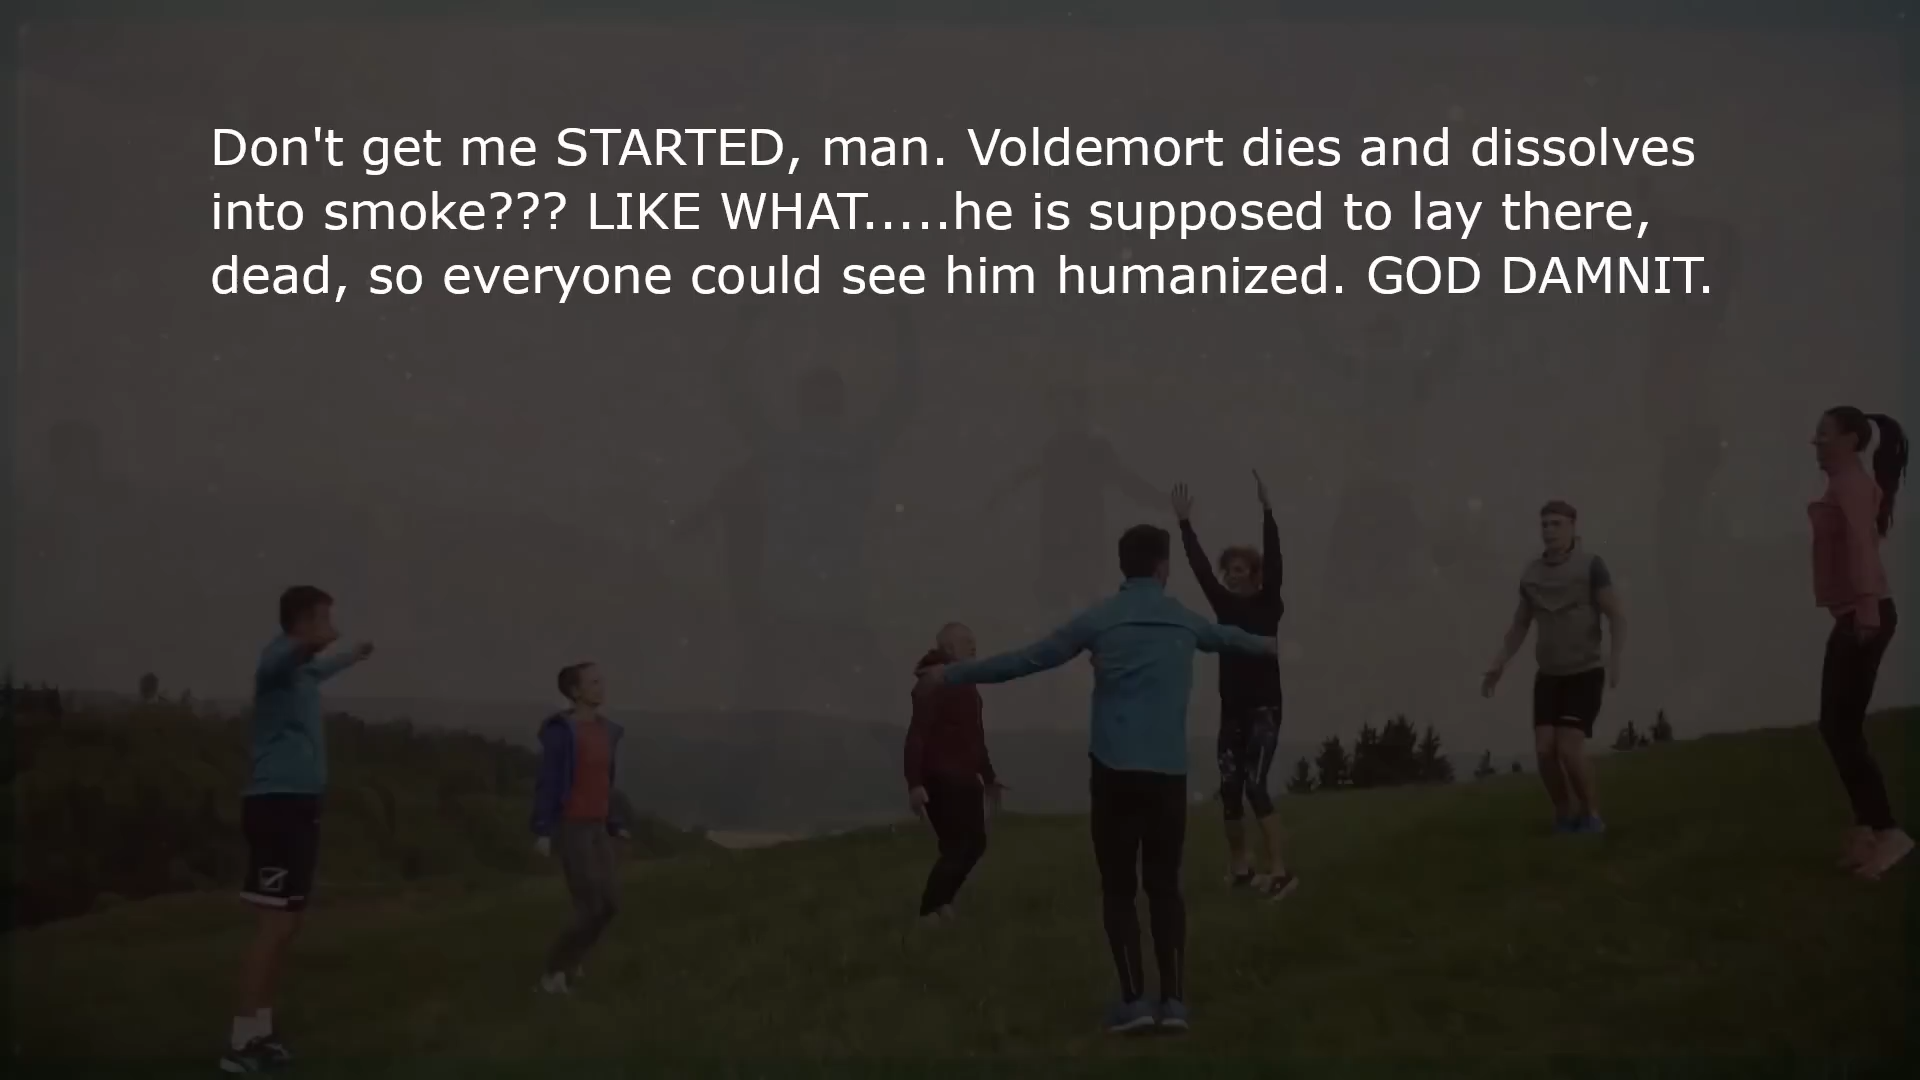 Don't get me STARTED, man. Voldemort dies and dissolves
into smoke??? LIKE WHAT.....he is supposed to lay there,
dead, so everyone could see him humanized. GOD DAMNIT.